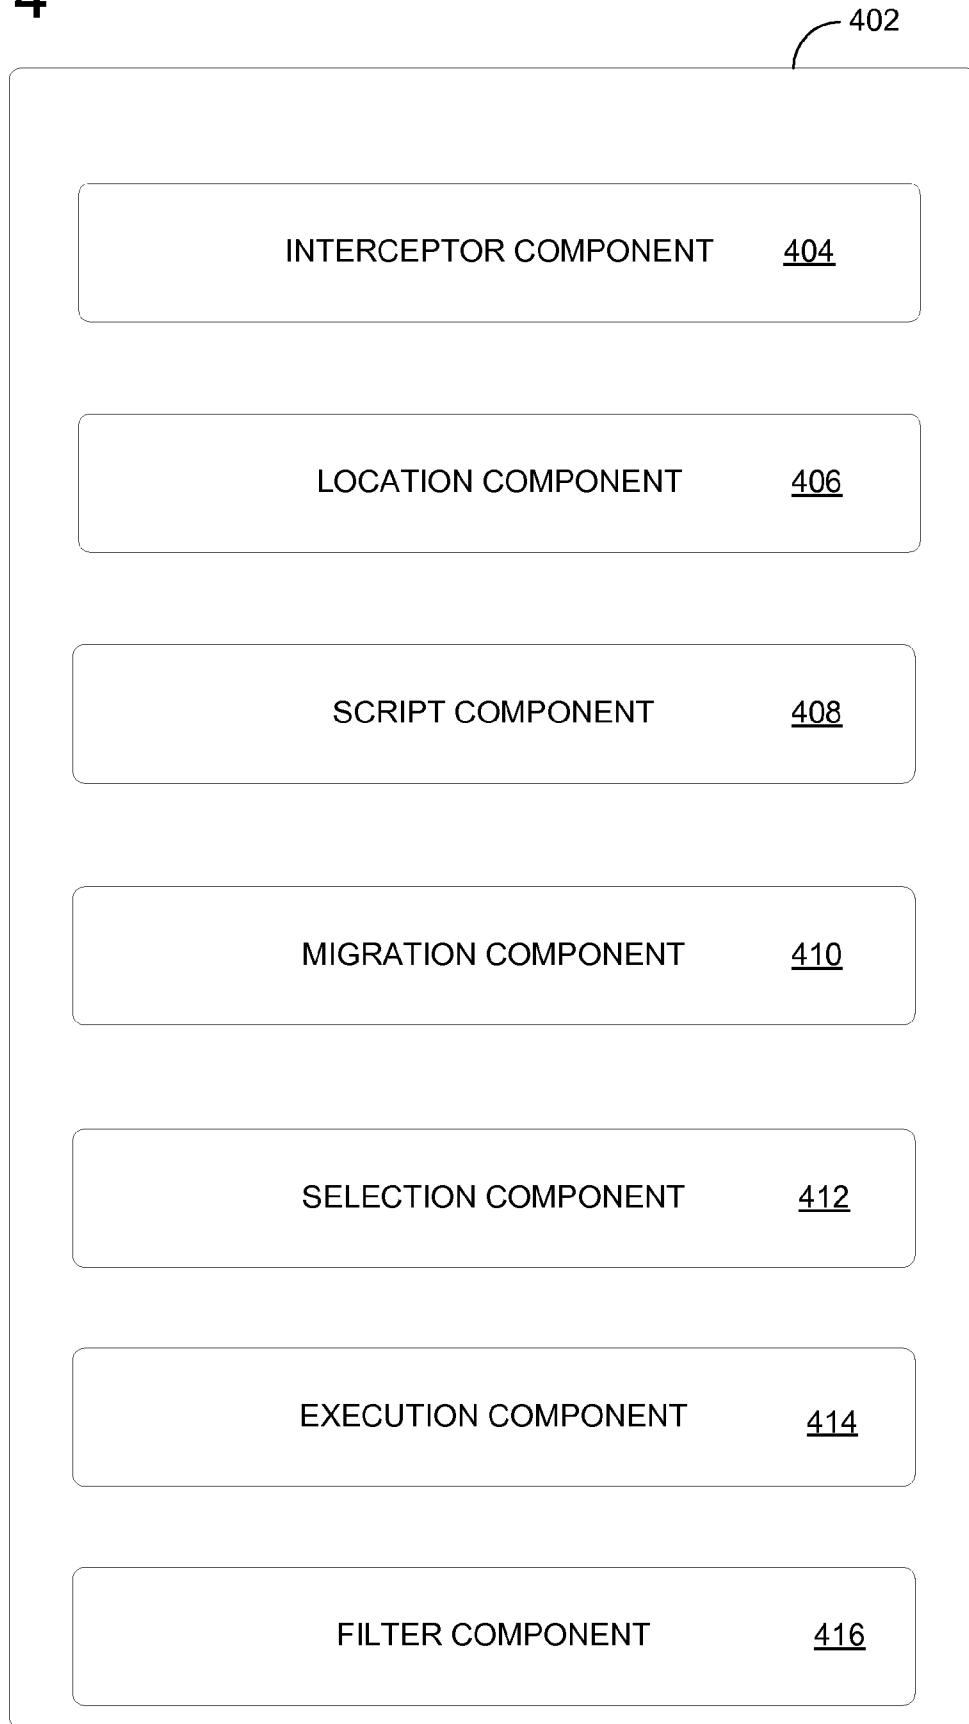 4
402
INTERCEPTOR COMPONENT 404
LOCATION COMPONENT 406
SCRIPT COMPONENT 408
MIGRATION COMPONENT 410
SELECTION COMPONENT 412
EXECUTION COMPONENT 414
FILTER COMPONENT 416